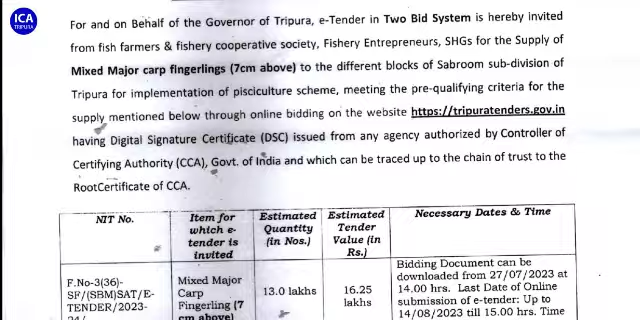 ICA
TRIPURA
For and on Behalf of the Governor of Tripura, e-Tender in Two Bid System is hereby invited
from fish farmers & fishery cooperative society, Fishery Entrepreneurs, SHGs for the Supply of
Mixed Major carp fingerlings (7cm above) to the different blocks of Sabroom sub-division of
Tripura for implementation of pisciculture scheme, meeting the pre-qualifying criteria for the
supply mentioned below through online bidding on the website https://tripuratenders.gov.in
having Digital Signature Certificate (DSC) issued from any agency authorized by Controller of
Certifying Authority (CCA), Govt. of India and which can be traced up to the chain of trust to the
RootCertificate of CCA.
NIT No.
Item for
which e-
tender is
invited
Estimated
Quantity
(in Nos.)
Estimated
Tender
Value (in
Rs.)
Necessary Dates & Time
F.No-3(36)-
SF/(SBM)SAT/E-
TENDER/2023-
24/
Mixed Major
Carp
Fingerling (7
cm above)
13.0 lakhs
16.25
lakhs
Bidding Document can be
downloaded from 27/07/2023 at
14.00 hrs. Last Date of Online
submission of e-tender: Up to
14/08/2023 till 15.00 hrs. Time